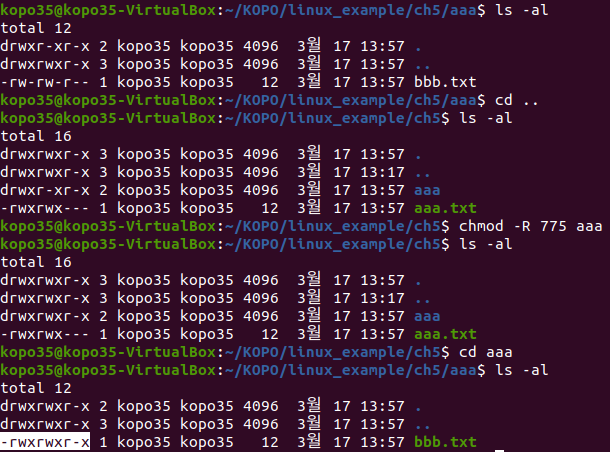 kopo35@kopo35-VirtualBox:~/KOPO/linux_example/ch5/aaa$ ls -al
total 12
drwxr-xr-x 2 kopo35 kopo35 4096  3월 17 13:57 .
drwxrwxr-x 3 kopo35 kopo35 4096  3월 17 13:57 ..
-rw-rw-r-- 1 kopo35 kopo35   12  3월 17 13:57 bbb.txt
kopo35@kopo35-VirtualBox:~/KOPO/linux_example/ch5/aaa$ cd ..
kopo35@kopo35-VirtualBox:~/KOPO/linux_example/ch5$ ls -al
total 16
drwxrwxr-x 3 kopo35 kopo35 4096  3월 17 13:57 .
drwxrwxr-x 3 kopo35 kopo35 4096  3월 17 13:17 ..
drwxr-xr-x 2 kopo35 kopo35 4096  3월 17 13:57 aaa
-rwxrwx--- 1 kopo35 kopo35   12  3월 17 13:57 aaa.txt
kopo35@kopo35-VirtualBox:~/KOPO/linux_example/ch5$ chmod -R 775 aaa
kopo35@kopo35-VirtualBox:~/KOPO/linux_example/ch5$ ls -al
total 16
drwxrwxr-x 3 kopo35 kopo35 4096  3월 17 13:57 .
drwxrwxr-x 3 kopo35 kopo35 4096  3월 17 13:17 ..
drwxrwxr-x 2 kopo35 kopo35 4096  3월 17 13:57 aaa
-rwxrwx--- 1 kopo35 kopo35   12  3월 17 13:57 aaa.txt
kopo35@kopo35-VirtualBox:~/KOPO/linux_example/ch5$ cd aaa
kopo35@kopo35-VirtualBox:~/KOPO/linux_example/ch5/aaa$ ls -al
total 12
drwxrwxr-x 2 kopo35 kopo35 4096  3월 17 13:57 .
drwxrwxr-x 3 kopo35 kopo35 4096  3월 17 13:57 ..
-rwxrwxr-x 1 kopo35 kopo35   12  3월 17 13:57 bbb.txt